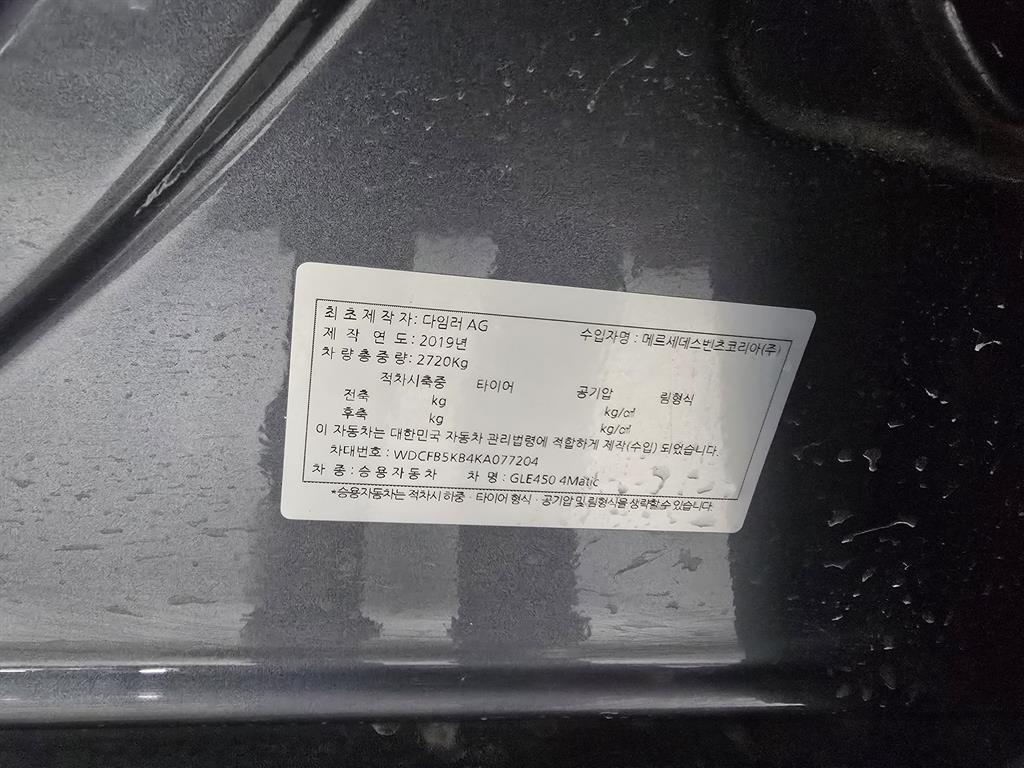 최초제작자: 다임러 AG 수입자명 : 메르세데스벤츠코리아(주)
제 작 연 도: 2019년
차 량 총 중 량: 2720Kg
적차시축중 타이어 공기압 림형식
전축 kg kg/㎠
후축 kg kg/㎠
이 자동차는 대한민국 자동차 관리법령에 적합하게 제작(수입) 되었습니다.
차대번호 : WDCFB5KB4KA077204
차 종 : 승용자동차 차 명 : GLE450 4Matic
*승용자동차는 적차시 하중 · 타이어 형식 · 공기압 및 림형식을 생략할 수 있습니다.